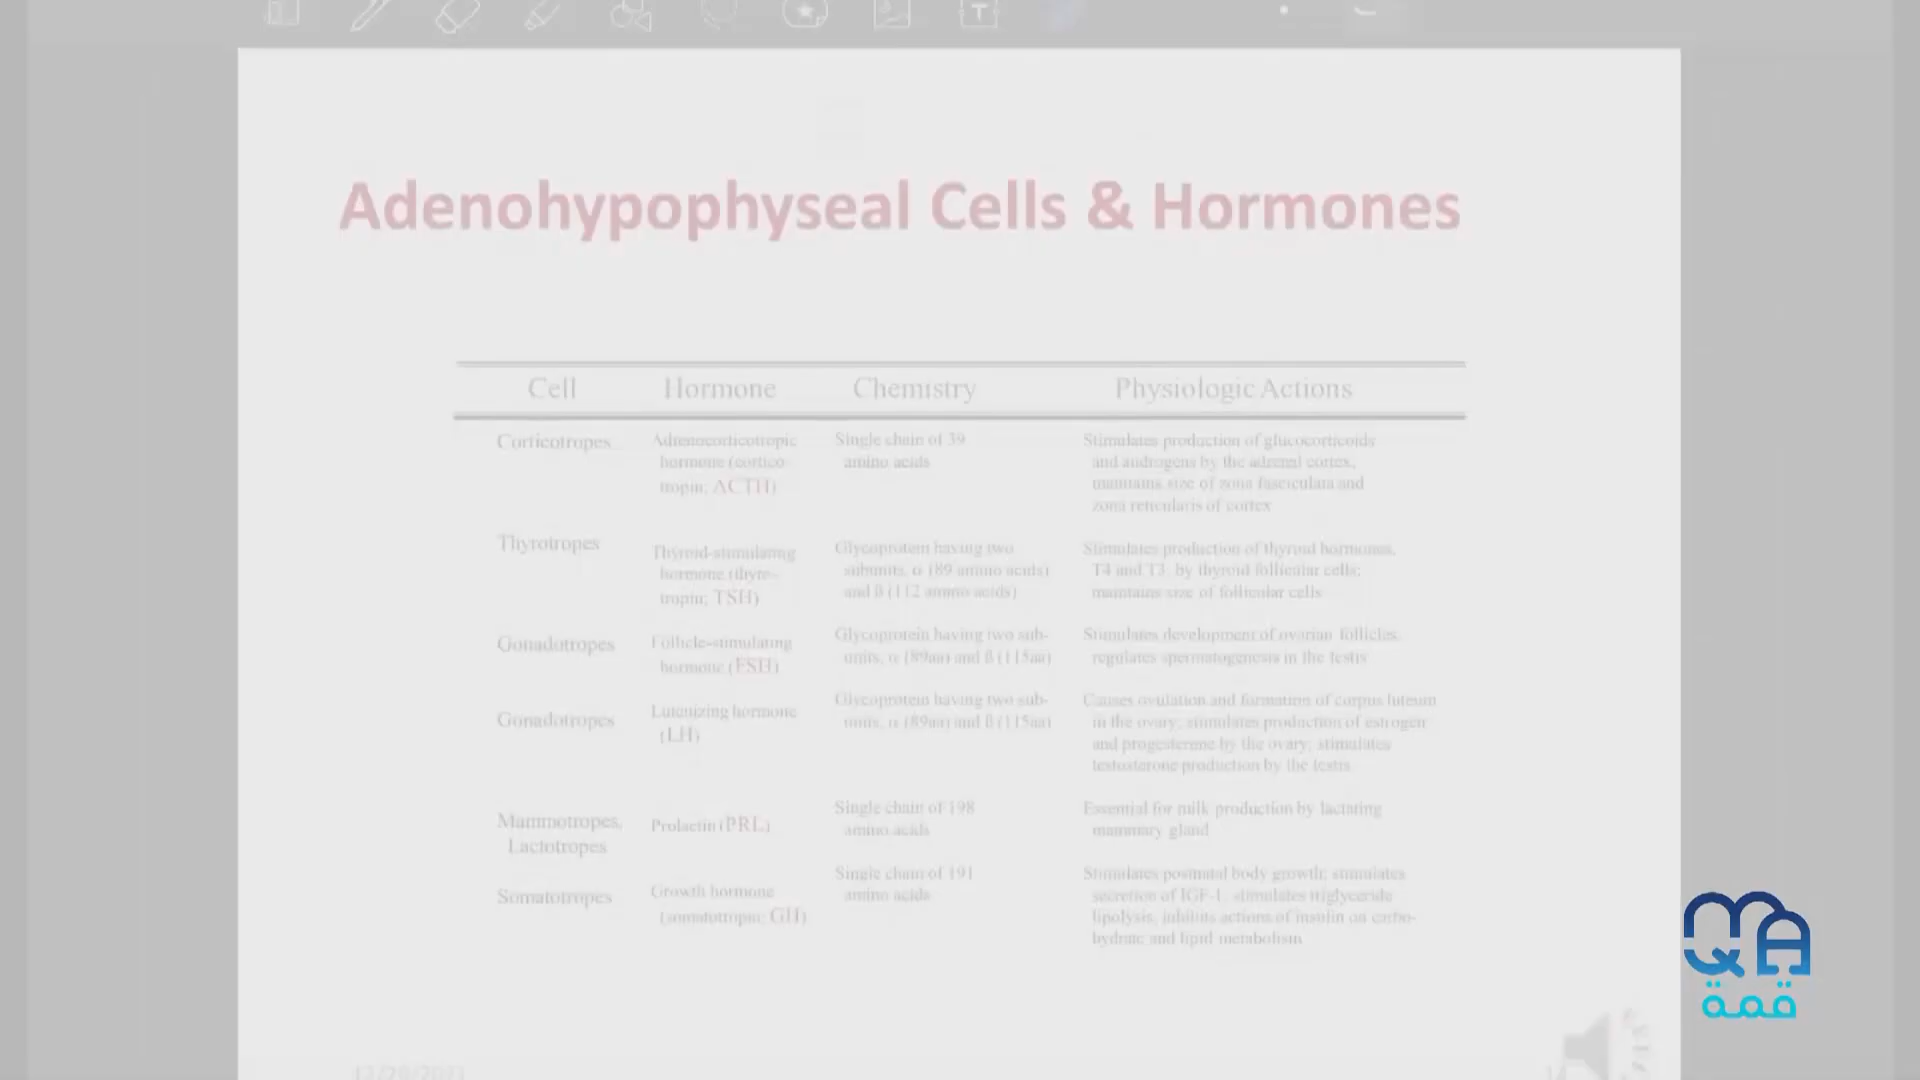 Adenohypophyseal Cells & Hormones
Cell Hormone Chemistry Physiologic Actions
Corticotropes
Adrenocorticotropic
hormone (cortico-
tropin; ACTH)
Single chain of 39
amino acids
Stimulates production of glucocorticoids
and androgens by the adrenal cortex,
maintains size of zona fasciculata and
zona reticularis of cortex
Thyrotropes
Thyroid-stimulating
hormone (thyro-
tropin; TSH)
Glycoprotein having two
subunits, α (89 amino acids)
and ß (112 amino acids)
Stimulates production of thyroid hormones,
T4 and T3, by thyroid follicular cells;
maintains size of follicular cells
Gonadotropes
Follicle-stimulating
hormone (FSH)
Glycoprotein having two sub-
units, α (89aa) and ß (115aa)
Stimulates development of ovarian follicles,
regulates spermatogenesis in the testis
Gonadotropes
Luteinizing hormone
(LH)
Glycoprotein having two sub-
units, α (89aa) and ß (115aa)
Causes ovulation and formation of corpus luteum
in the ovary; stimulates production of estrogen
and progesterone by the ovary; stimulates
testosterone production by the testis
Mammotropes,
Lactotropes
Prolactin (PRL)
Single chain of 198
amino acids
Essential for milk production by lactating
mammary gland
Somatotropes
Growth hormone
(somatotropin; GH)
Single chain of 191
amino acids
Stimulates postnatal body growth; stimulates
secretion of IGF-1; stimulates triglyceride
lipolysis; inhibits actions of insulin on carbo-
hydrate and lipid metabolism
QMA
قمة